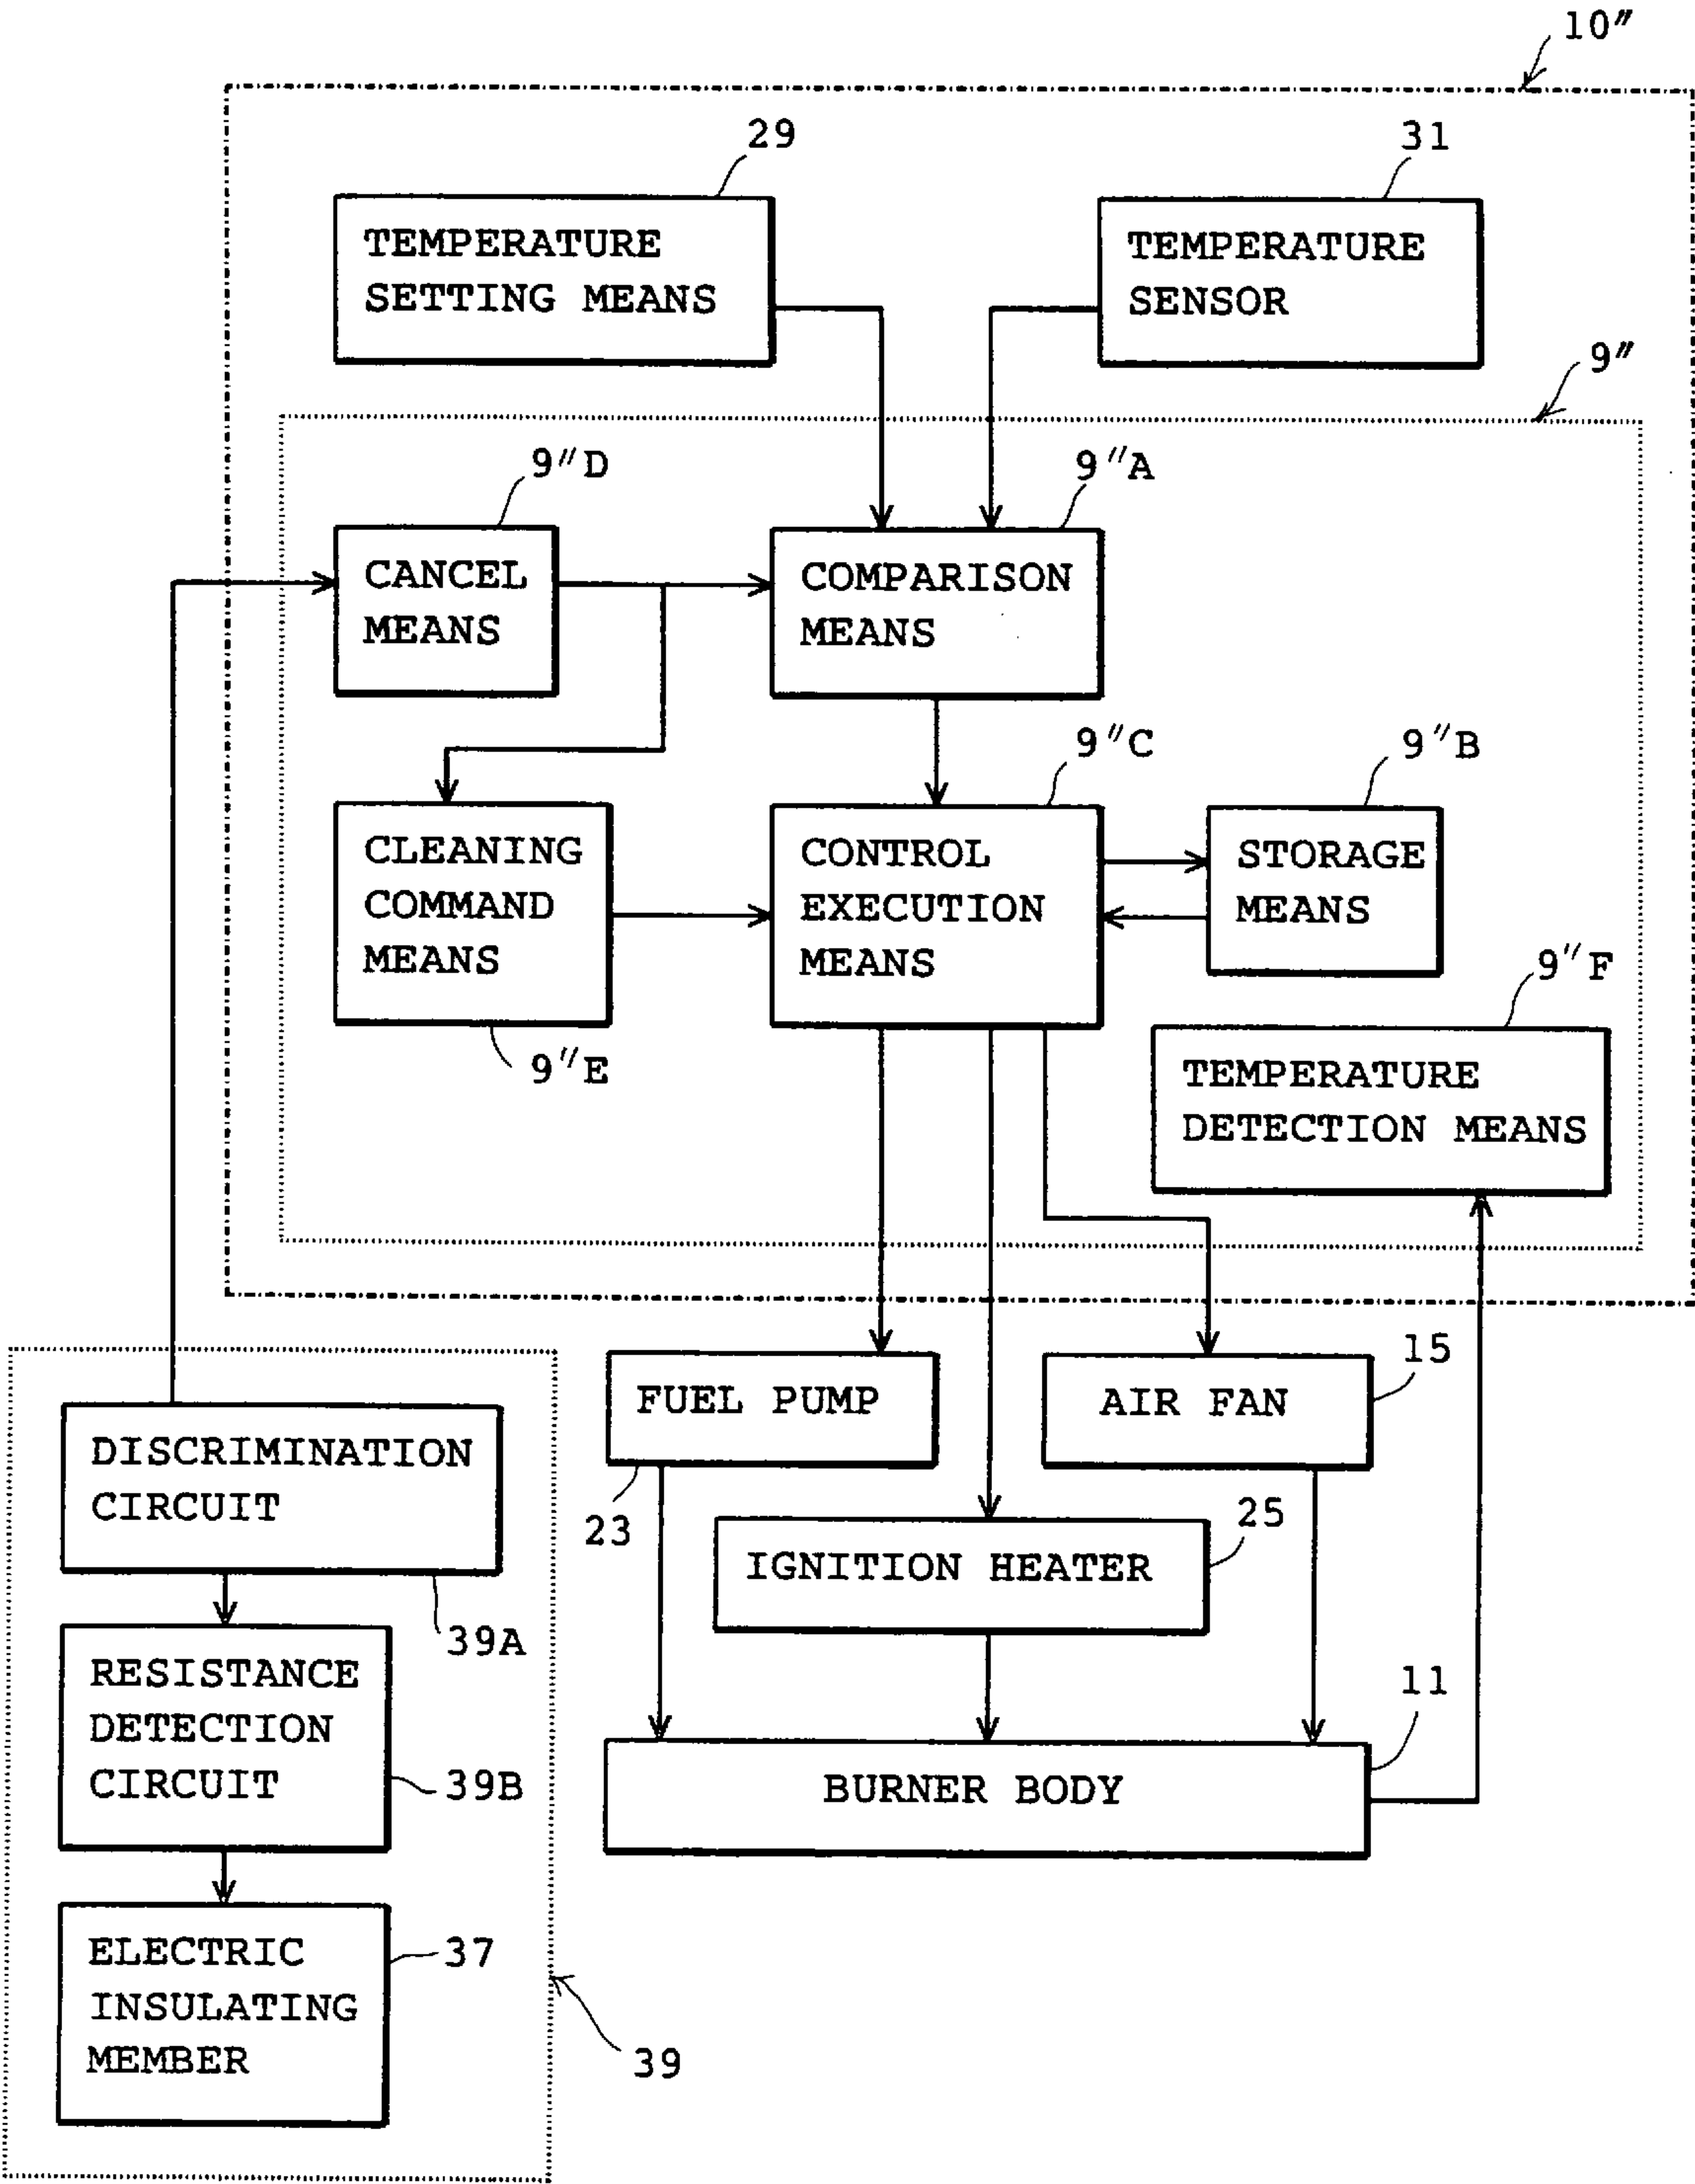 10″
29
31
TEMPERATURE
SETTING MEANS
TEMPERATURE
SENSOR
9″
9″D
9″A
CANCEL
MEANS
COMPARISON
MEANS
9″C
9″B
CLEANING
COMMAND
MEANS
CONTROL
EXECUTION
MEANS
STORAGE
MEANS
9″F
9″E
TEMPERATURE
DETECTION MEANS
15
FUEL PUMP
AIR FAN
DISCRIMINATION
CIRCUIT
23
25
IGNITION HEATER
39A
RESISTANCE
DETECTION
CIRCUIT
39B
11
BURNER BODY
ELECTRIC
INSULATING
MEMBER
37
39